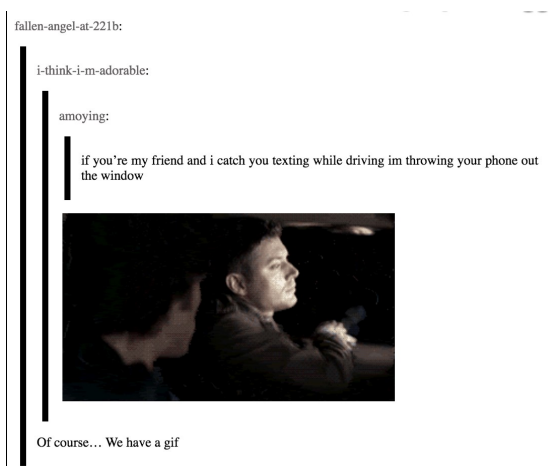 fallen-angel-at-221b:
i-think-i-m-adorable:
amoying:
if you're my friend and i catch you texting while driving im throwing your phone out
the window
Of course… We have a gif